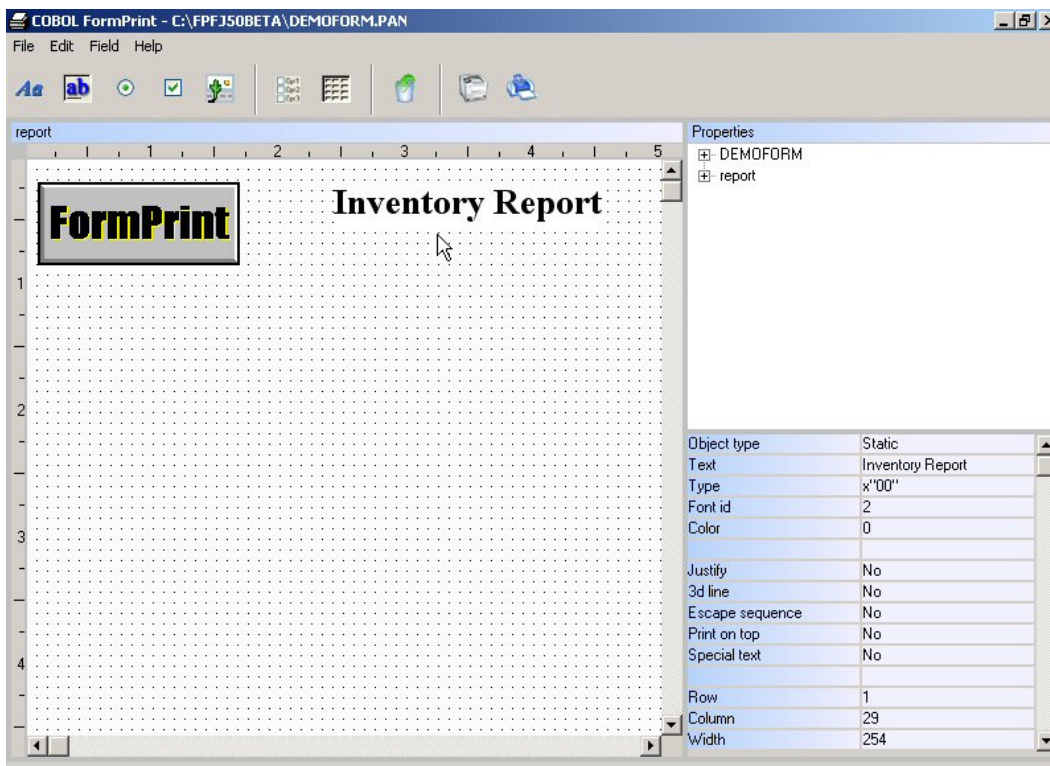 COBOL FormPrint - C:\FPFJ50BETA\DEMOFORM.PAN
File Edit Field Help
Aa ab
report
1 2 3 4 5
FormPrint
Inventory Report
1
2
3
4
Properties
DEMOFORM
report
Object type Static
Text Inventory Report
Type x"00"
Font id 2
Color 0
Justify No
3d line No
Escape sequence No
Print on top No
Special text No
Row 1
Column 29
Width 254